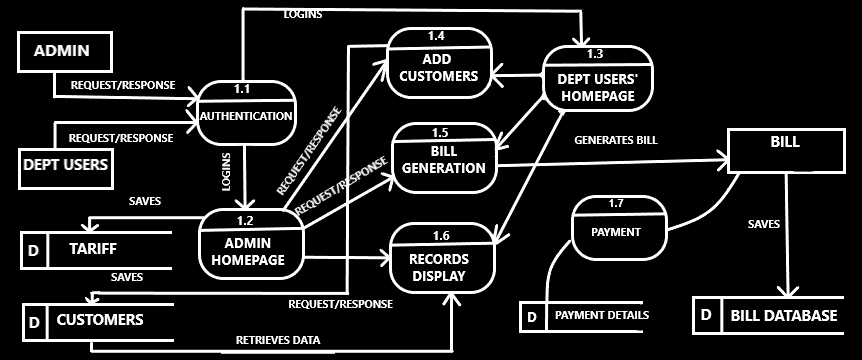 LOGINS
ADMIN
REQUEST/RESPONSE
1.1
AUTHENTICATION
REQUEST/RESPONSE
DEPT USERS
LOGINS
1.4
ADD
CUSTOMERS
1.3
DEPT USERS'
HOMEPAGE
REQUEST/RESPONSE
REQUEST/RESPONSE
1.5
BILL
GENERATION
GENERATES BILL
BILL
SAVES
1.2
ADMIN
HOMEPAGE
1.6
RECORDS
DISPLAY
1.7
PAYMENT
SAVES
D TARIFF
SAVES
D CUSTOMERS
REQUEST/RESPONSE
RETRIEVES DATA
D PAYMENT DETAILS
D BILL DATABASE